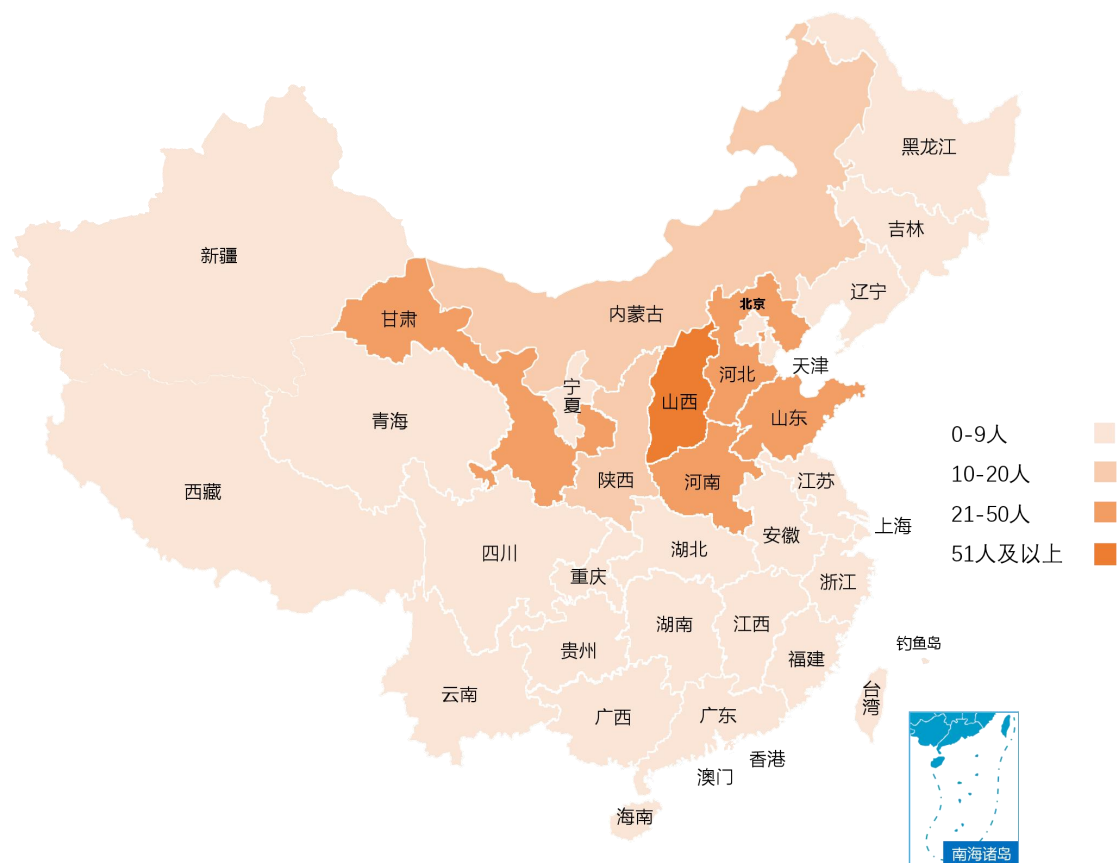 黑龙江
吉林
新疆
辽宁
北京
内蒙古
甘肃
天津
河北
宁夏
山西
山东
青海
0-9人
10-20人
陕西
河南
江苏
西藏
21-50人
上海
安徽
湖北
四川
51人及以上
重庆
浙江
湖南
江西
钓鱼岛
贵州
福建
云南
台湾
广西
广东
香港
澳门
海南
南海诸岛